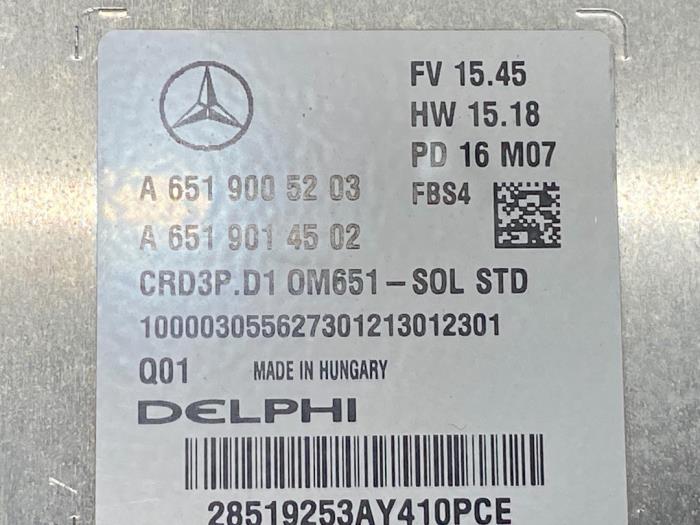 FV 15.45
HW 15.18
PD 16 M07
A 651 900 52 03
FBS4
A 651 901 45 02
CRD3P.D1 OM651-SOL STD
100003055627301213012301
Q01 MADE IN HUNGARY
DELPHI
28519253AY410PCE